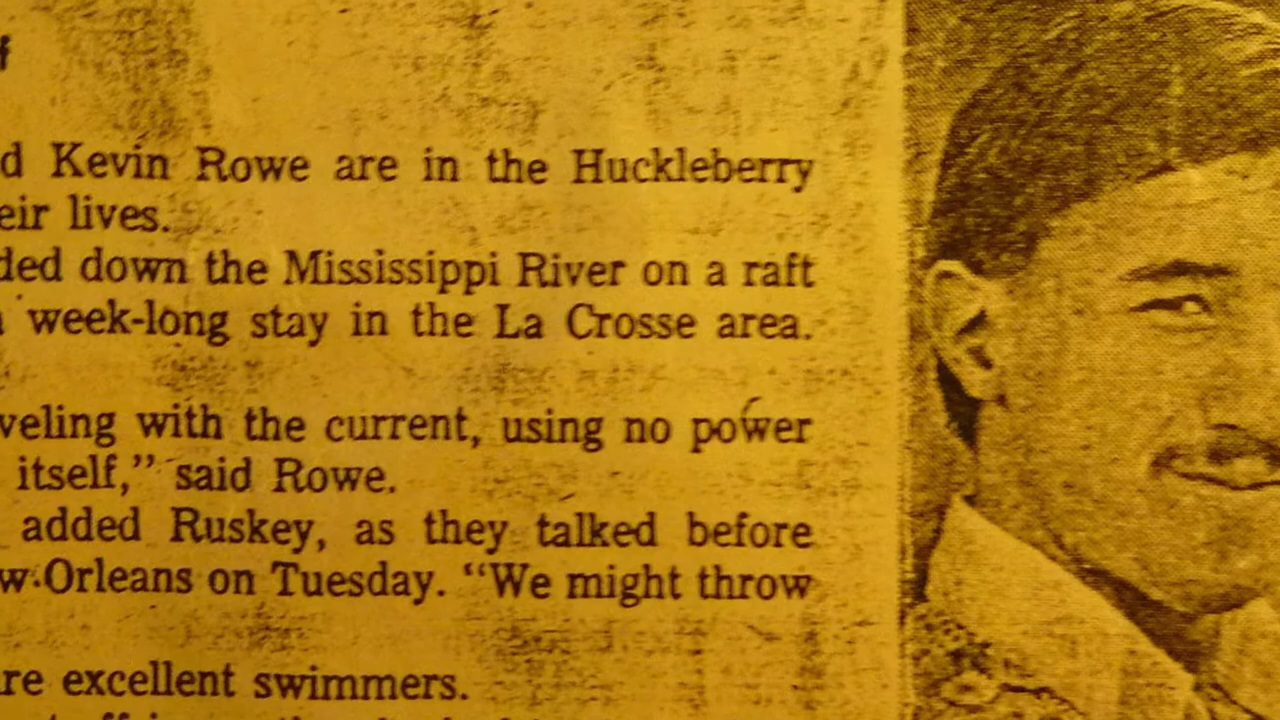 f
d Kevin Rowe are in the Huckleberry
eir lives.
ded down the Mississippi River on a raft
week-long stay in the La Crosse area.
veling with the current, using no power
itself,” said Rowe.
added Ruskey, as they talked before
w Orleans on Tuesday. “We might throw
re excellent swimmers.